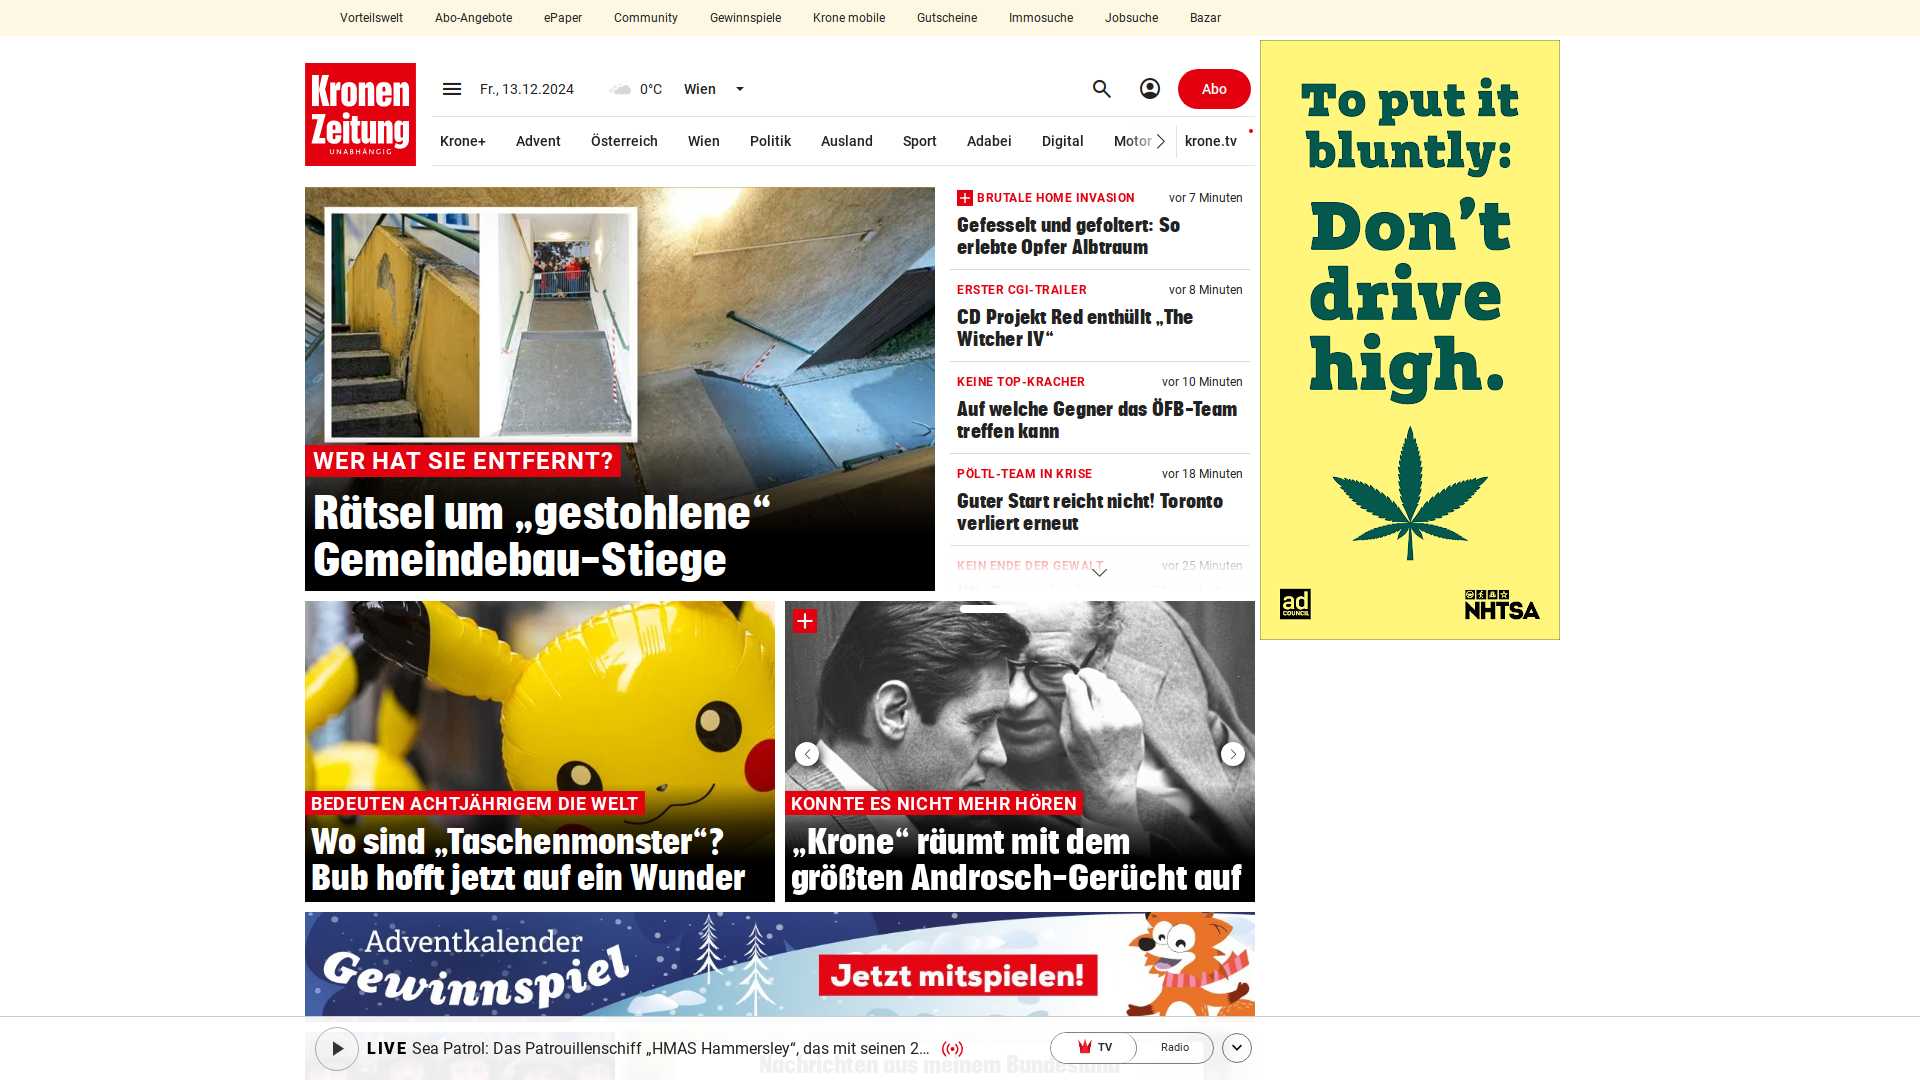 Vorteilswelt Abo-Angebote ePaper Community Gewinnspiele Krone mobile Gutscheine Immosuche Jobsuche Bazar
Kronen
Zeitung
UNABHÄNGIG
Fr., 13.12.2024 0°C Wien Abo
Krone+ Advent Österreich Wien Politik Ausland Sport Adabei Digital Motor krone.tv
WER HAT SIE ENTFERNT?
Rätsel um „gestohlene“
Gemeindebau-Stiege
BRUTALE HOME INVASION vor 7 Minuten
Gefesselt und gefoltert: So
erlebte Opfer Albtraum
ERSTER CGI-TRAILER vor 8 Minuten
CD Projekt Red enthüllt „The
Witcher IV“
KEINE TOP-KRACHER vor 10 Minuten
Auf welche Gegner das ÖFB-Team
treffen kann
PÖLTL-TEAM IN KRISE vor 18 Minuten
Guter Start reicht nicht! Toronto
verliert erneut
KEIN ENDE DER GEWALT vor 25 Minuten
BEDEUTEN ACHTJÄHRIGEM DIE WELT
Wo sind „Taschenmonster“?
Bub hofft jetzt auf ein Wunder
KONNTE ES NICHT MEHR HÖREN
„Krone“ räumt mit dem
größten Androsch-Gerücht auf
Adventkalender
Gewinnspiel
Jetzt mitspielen!
LIVE Sea Patrol: Das Patrouillenschiff „HMAS Hammersley“, das mit seinen 2... TV Radio
Nachrichten aus meinem Bundesland
To put it
bluntly:
Don't
drive
high.
ad
COUNCIL
NHTSA